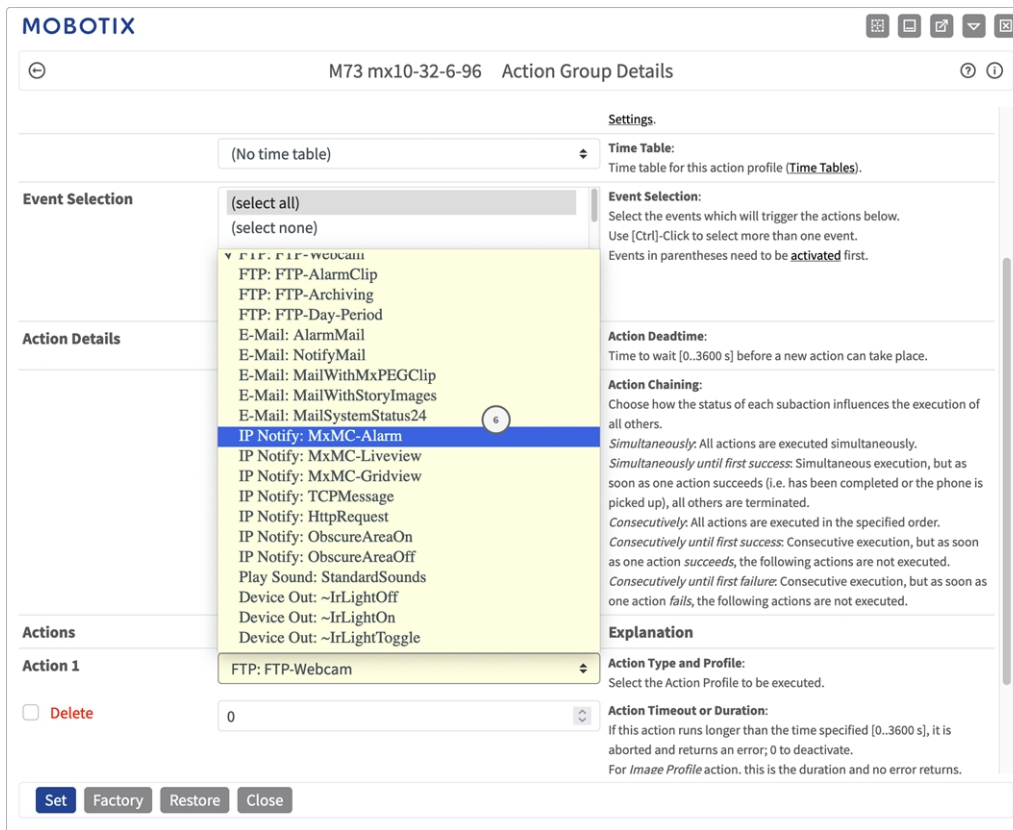 MOBOTIX
M73 mx10-32-6-96 Action Group Details
Settings.
(No time table)
Time Table:
Time table for this action profile (Time Tables).
Event Selection
(select all)
(select none)
Event Selection:
Select the events which will trigger the actions below.
Use [Ctrl]-Click to select more than one event.
Events in parentheses need to be activated first.
FTP: FTP-Webcam
FTP: FTP-AlarmClip
FTP: FTP-Archiving
FTP: FTP-Day-Period
E-Mail: AlarmMail
E-Mail: NotifyMail
E-Mail: MailWithMxPEGClip
E-Mail: MailWithStoryImages
E-Mail: MailSystemStatus24
6
IP Notify: MxMC-Alarm
IP Notify: MxMC-Liveview
IP Notify: MxMC-Gridview
IP Notify: TCPMessage
IP Notify: HttpRequest
IP Notify: ObscureAreaOn
IP Notify: ObscureAreaOff
Play Sound: StandardSounds
Device Out: ~IrLightOff
Device Out: ~IrLightOn
Device Out: ~IrLightToggle
Action Details
Action Deadtime:
Time to wait [0..3600 s] before a new action can take place.
Action Chaining:
Choose how the status of each subaction influences the execution of
all others.
Simultaneously: All actions are executed simultaneously.
Simultaneously until first success: Simultaneous execution, but as
soon as one action succeeds (i.e. has been completed or the phone is
picked up), all others are terminated.
Consecutively: All actions are executed in the specified order.
Consecutively until first success: Consecutive execution, but as soon
as one action succeeds, the following actions are not executed.
Consecutively until first failure: Consecutive execution, but as soon as
one action fails, the following actions are not executed.
Actions
Explanation
Action 1
FTP: FTP-Webcam
Action Type and Profile:
Select the Action Profile to be executed.
Delete
0
Action Timeout or Duration:
If this action runs longer than the time specified [0..3600 s], it is
aborted and returns an error; 0 to deactivate.
For Image Profile action, this is the duration and no error returns.
Set
Factory
Restore
Close